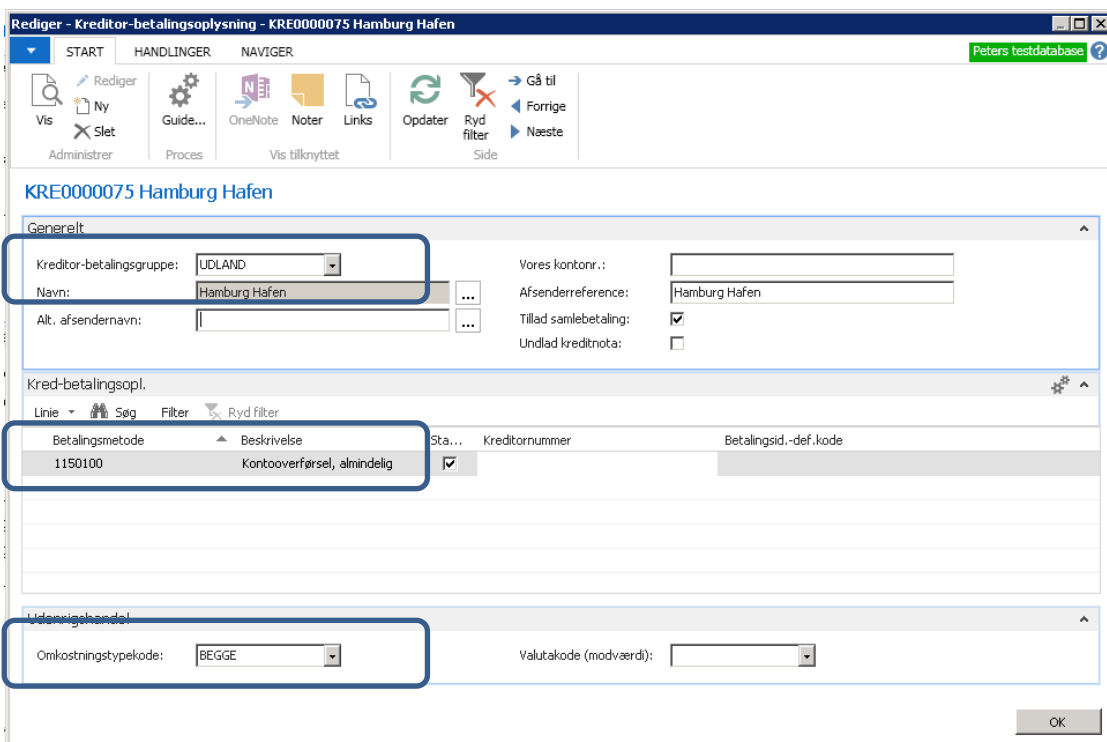 Rediger - Kreditor-betalingsoplysning - KRE0000075 Hamburg Hafen
START HANDLINGER NAVIGER Peters testdatabase ?
Vis Rediger Ny Slet Guide... OneNote Noter Links Opdater Ryd filter Gå til Forrige Næste
Administrer Proces Vis tilknyttet Side
KRE0000075 Hamburg Hafen
Generelt
Kreditor-betalingsgruppe: UDLAND Vores kontonr.:
Navn: Hamburg Hafen ... Afsenderreference: Hamburg Hafen
Alt. afsendernavn: ... Tillad samlebetaling:
Undlad kreditnota:
Kred-betalingsopl.
Linie Søg Filter Ryd filter
Betalingsmetode Beskrivelse Sta... Kreditornummer Betalingsid.-def.kode
1150100 Kontooverførsel, almindelig
Udenrigshandel
Omkostningstypekode: BEGGE Valutakode (modværdi):
OK